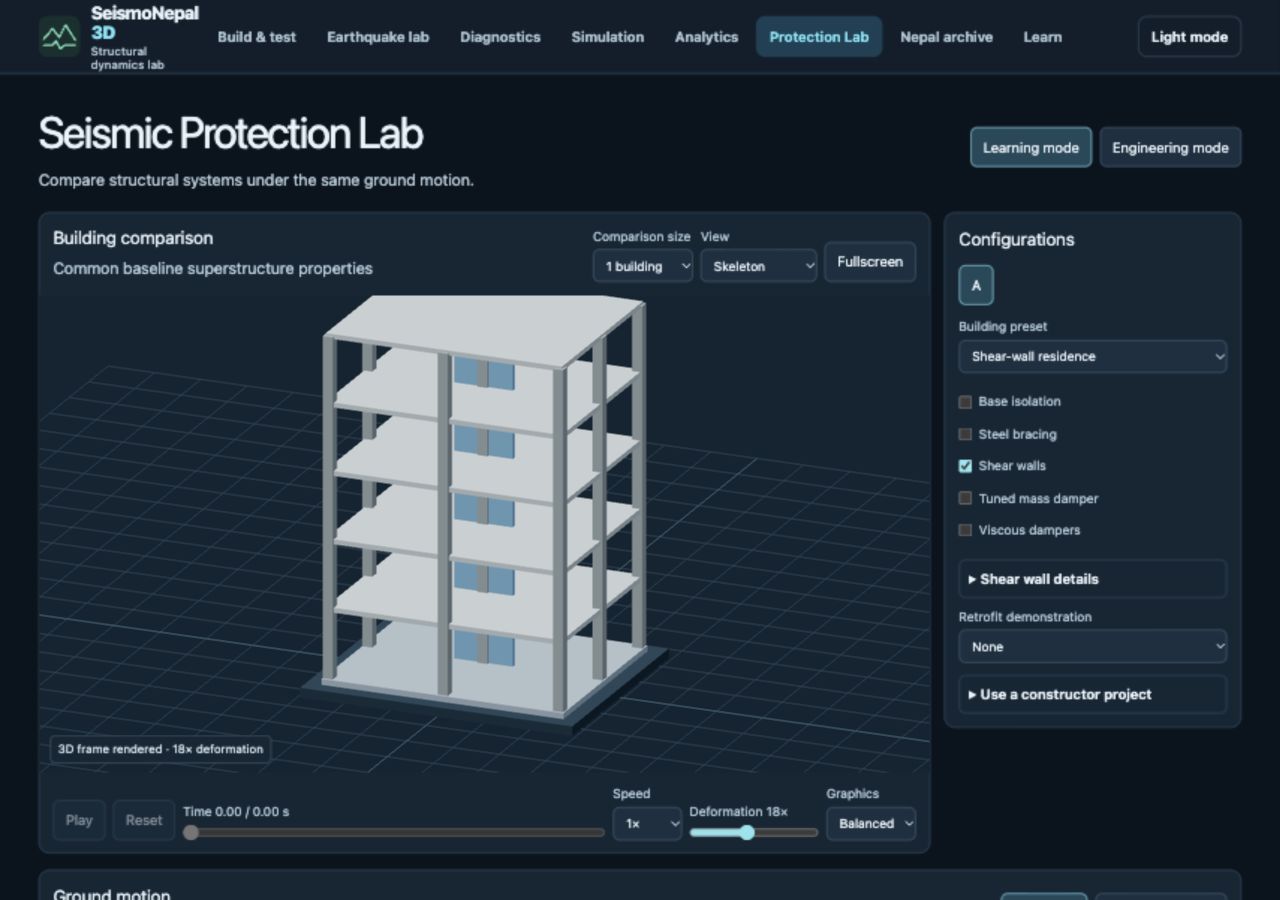 SeismoNepal
3D
Structural
dynamics lab
Build & test
Earthquake lab
Diagnostics
Simulation
Analytics
Protection Lab
Nepal archive
Learn
Light mode
Seismic Protection Lab
Compare structural systems under the same ground motion.
Learning mode
Engineering mode
Building comparison
Common baseline superstructure properties
Comparison size
1 building
View
Skeleton
Fullscreen
3D frame rendered · 18× deformation
Play
Reset
Time 0.00 / 0.00 s
Speed
1×
Deformation 18×
Graphics
Balanced
Configurations
A
Building preset
Shear-wall residence
Base isolation
Steel bracing
Shear walls
Tuned mass damper
Viscous dampers
Shear wall details
Retrofit demonstration
None
Use a constructor project
Ground motion